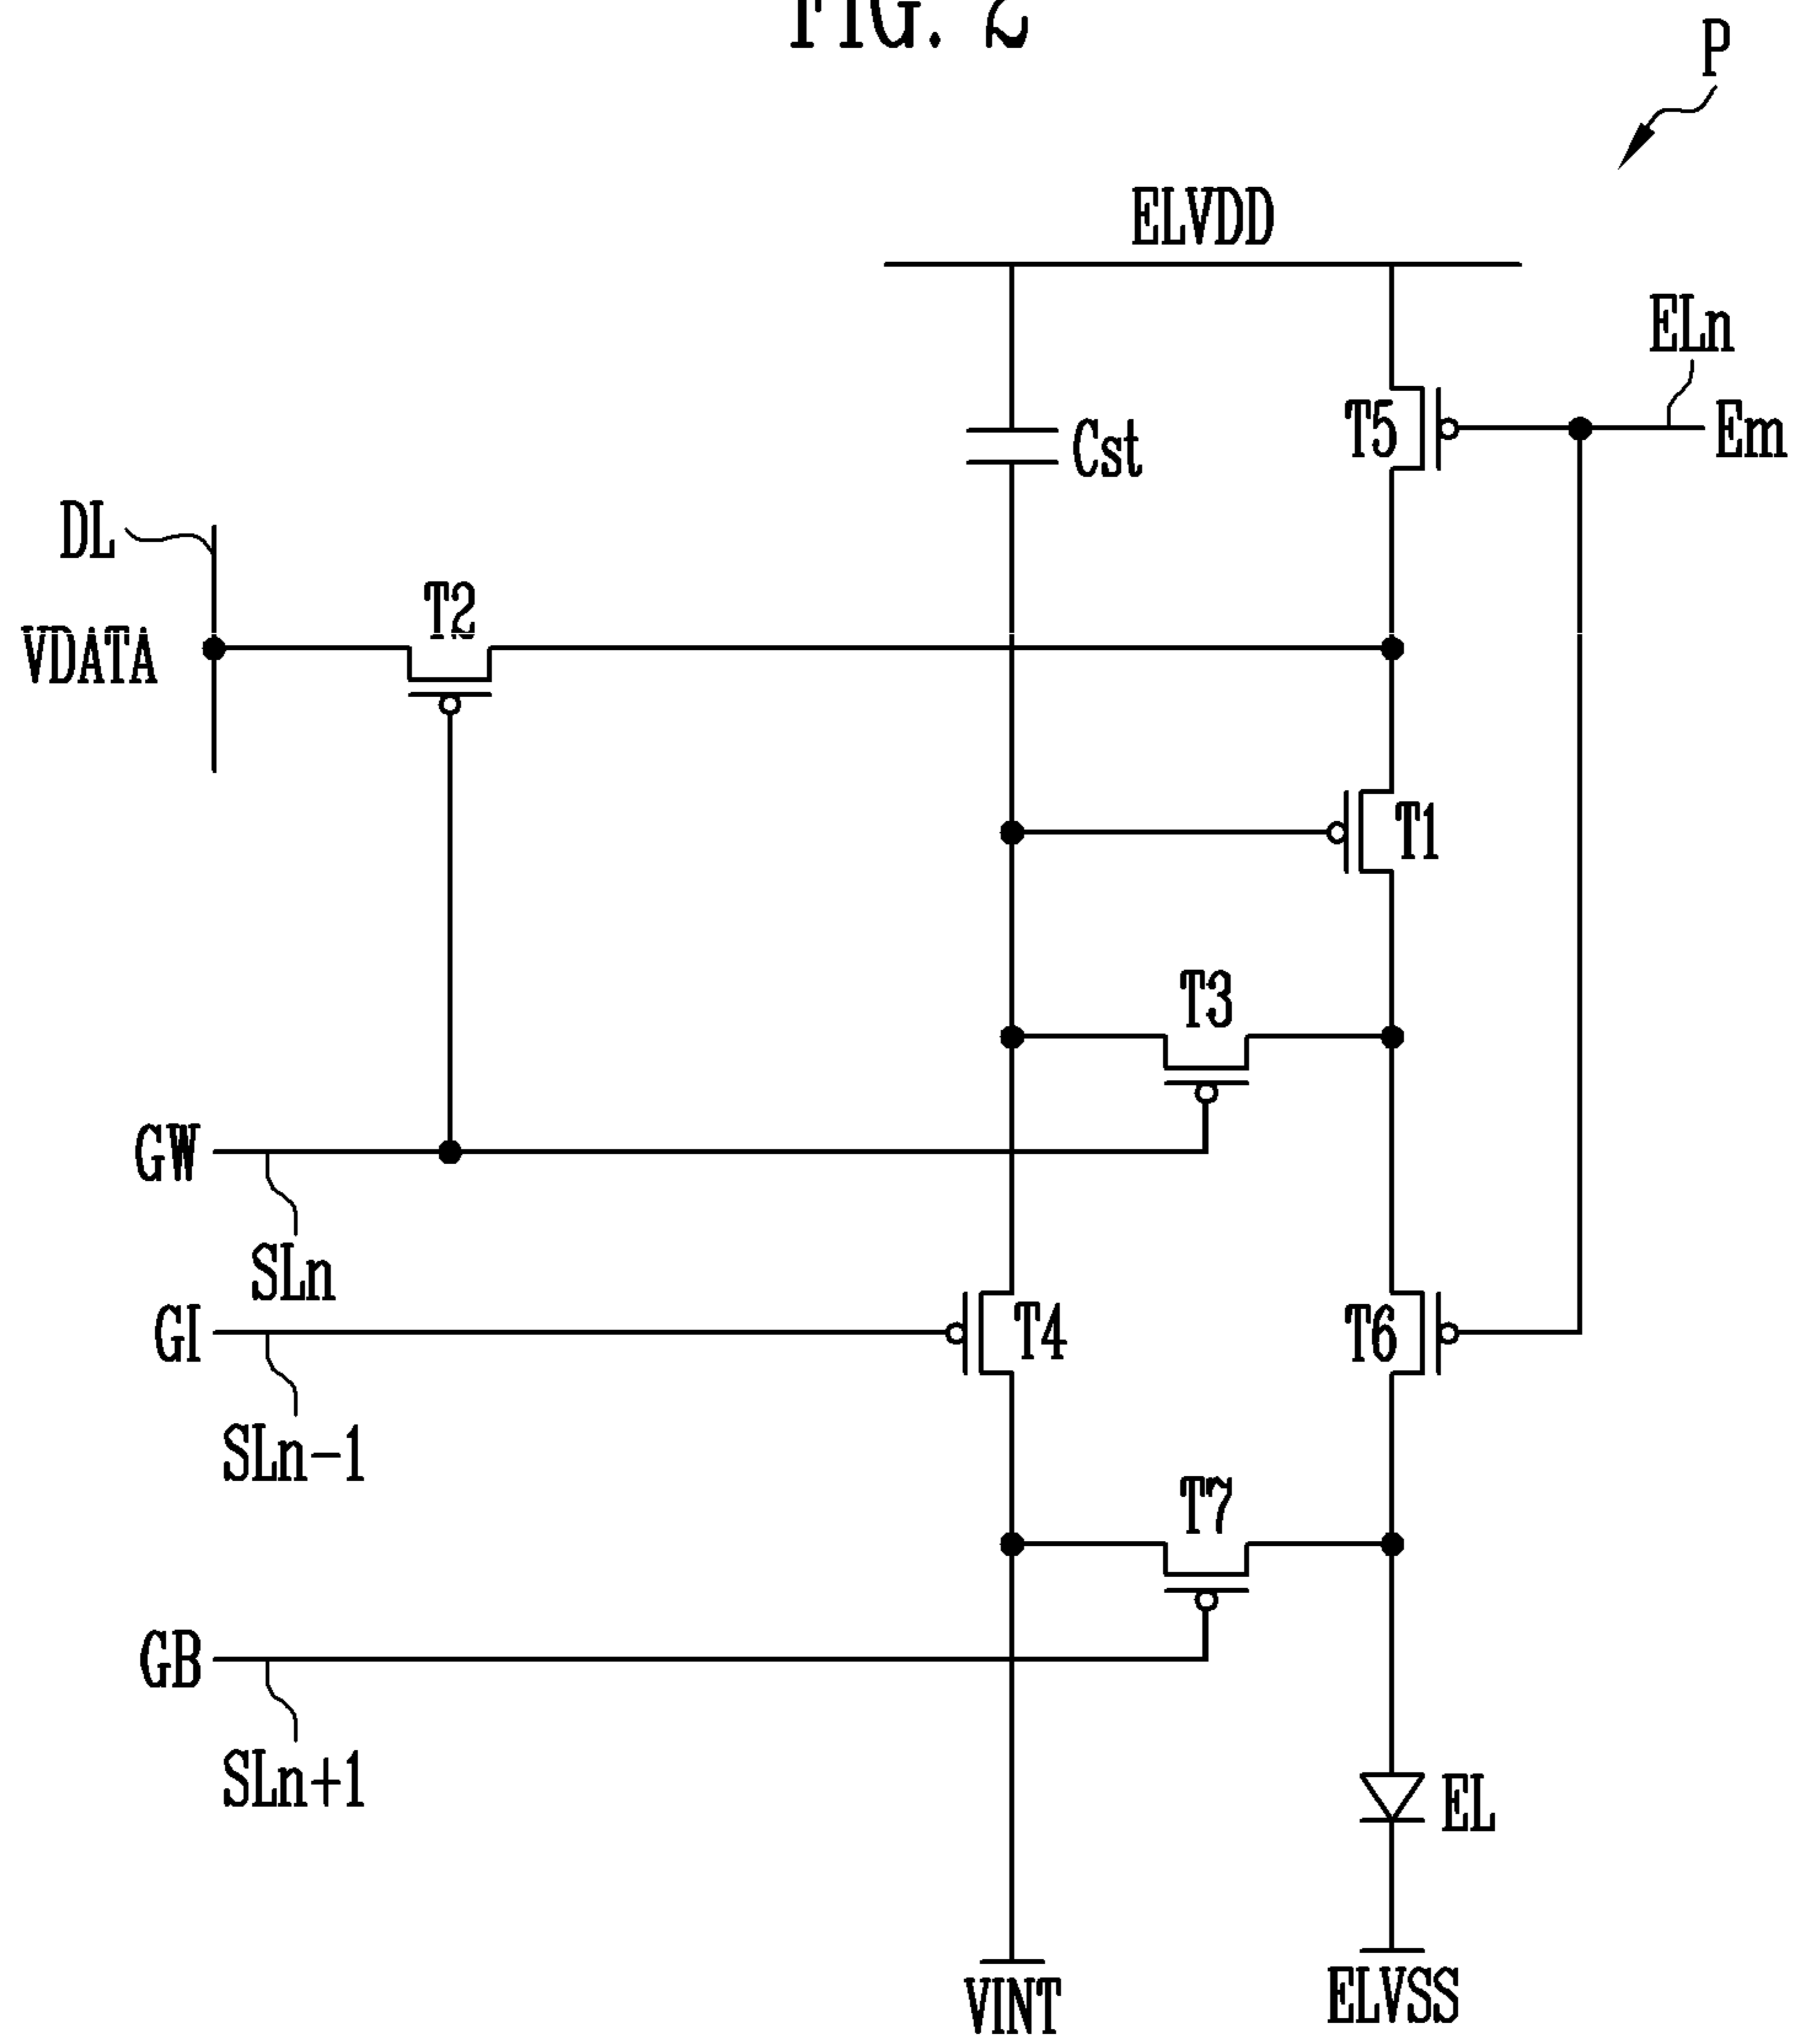 FIG. 2
P
ELVDD
ELn
T5
Em
Cst
DL
T2
VDATA
T1
T3
GW
SLn
GI
T4
T6
SLn-1
T7
GB
SLn+1
EL
VINT
ELVSS